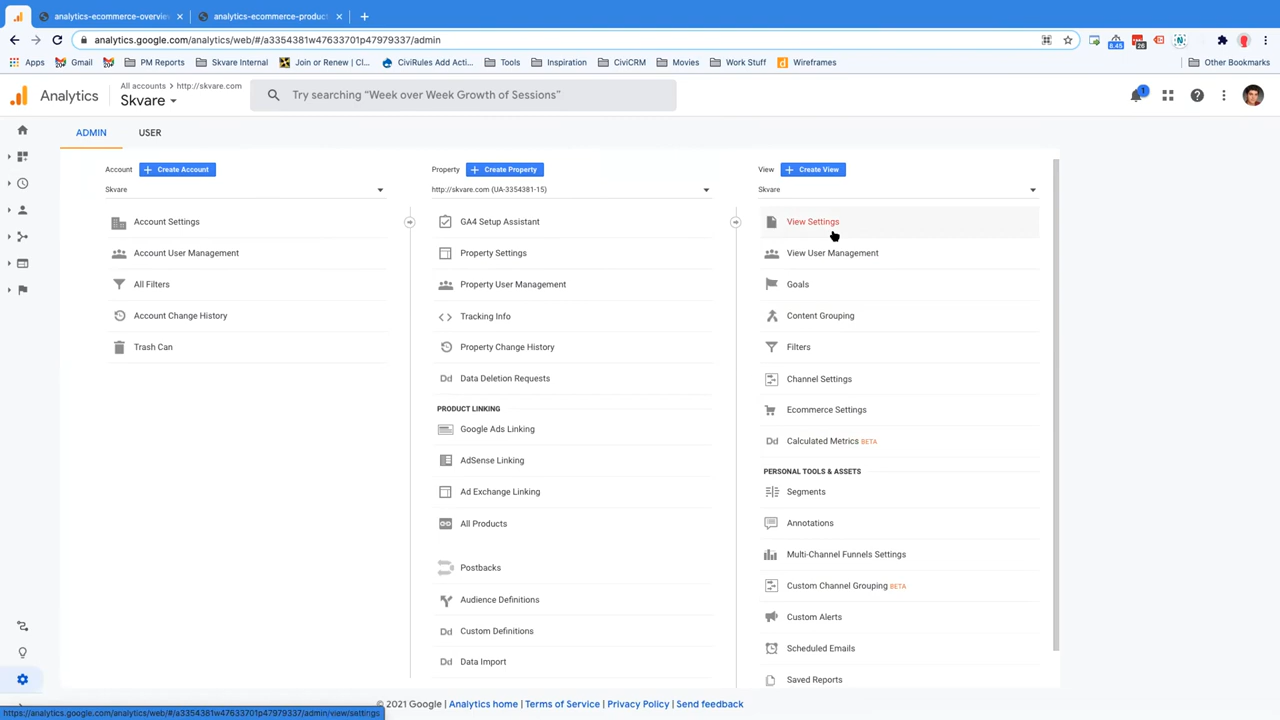 analytics-ecommerce-overvie
analytics-ecommerce-product
analytics.google.com/analytics/web/#/a3354381w47633701p47979337/admin
6.45
26
Apps
Gmail
PM Reports
Skvare Internal
Join or Renew | Cl...
CiviRules Add Acti...
Tools
Inspiration
CiviCRM
Movies
Work Stuff
Wireframes
Other Bookmarks
Analytics
All accounts > http://skvare.com
Skvare
Try searching “Week over Week Growth of Sessions”
1
ADMIN
USER
Account
Create Account
Skvare
Account Settings
Account User Management
All Filters
Account Change History
Trash Can
Property
Create Property
http://skvare.com (UA-3354381-15)
GA4 Setup Assistant
Property Settings
Property User Management
Tracking Info
Property Change History
Dd Data Deletion Requests
PRODUCT LINKING
Google Ads Linking
AdSense Linking
Ad Exchange Linking
All Products
Postbacks
Audience Definitions
Dd Custom Definitions
Dd Data Import
View
Create View
Skvare
View Settings
View User Management
Goals
Content Grouping
Filters
Channel Settings
Ecommerce Settings
Dd Calculated Metrics BETA
PERSONAL TOOLS & ASSETS
Segments
Annotations
Multi-Channel Funnels Settings
Custom Channel Grouping BETA
Custom Alerts
Scheduled Emails
Saved Reports
© 2021 Google | Analytics home | Terms of Service | Privacy Policy | Send feedback
https://analytics.google.com/analytics/web/#/a3354381w47633701p47979337/admin/view/settings